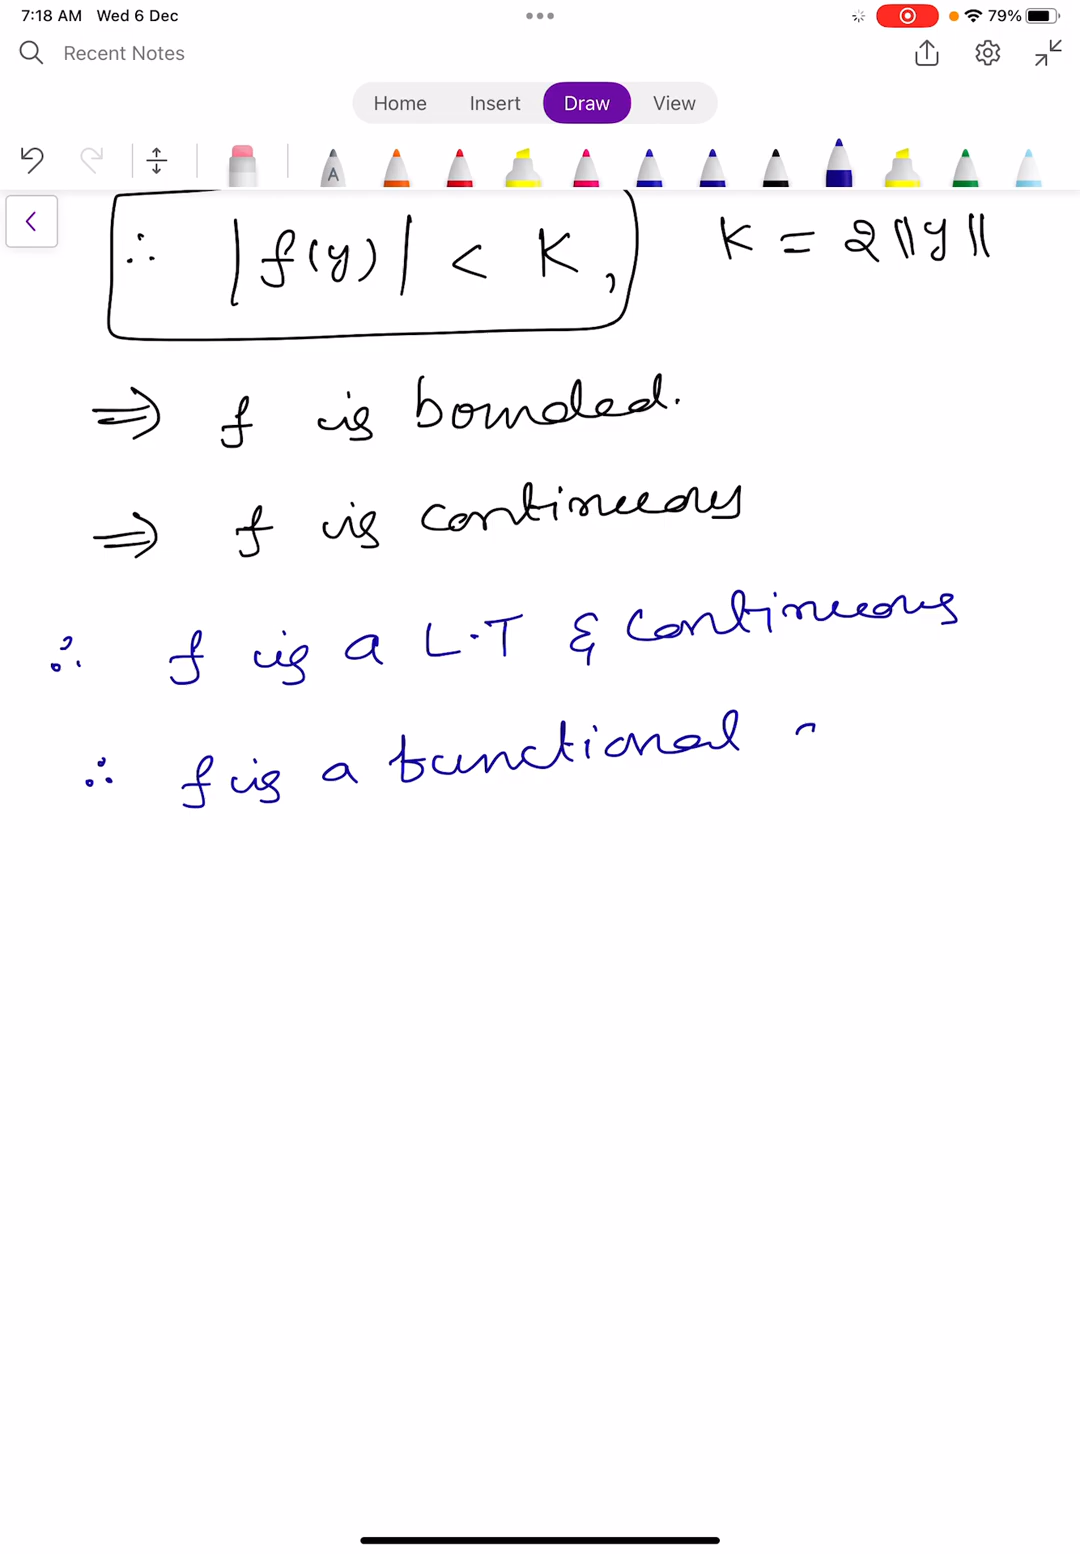 7:18 AM Wed 6 Dec 79%
Recent Notes
Home Insert Draw View
A
∴ |f(y)| < K, K = 2||y||
⇒ f is bounded.
⇒ f is continuous
∴ f is a L.T & continuous
∴ f is a functional